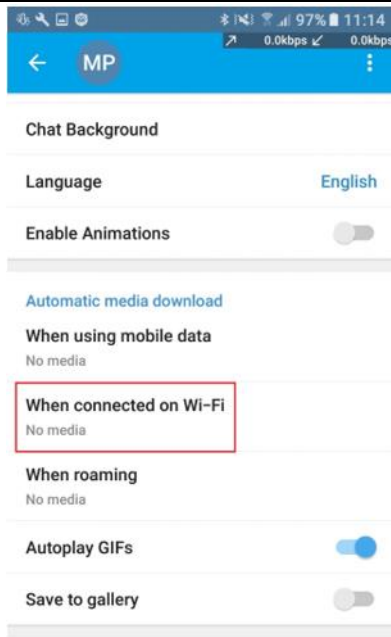 97% 11:14
0.0kbps 0.0kbps
MP
Chat Background
Language English
Enable Animations
Automatic media download
When using mobile data
No media
When connected on Wi-Fi
No media
When roaming
No media
Autoplay GIFs
Save to gallery